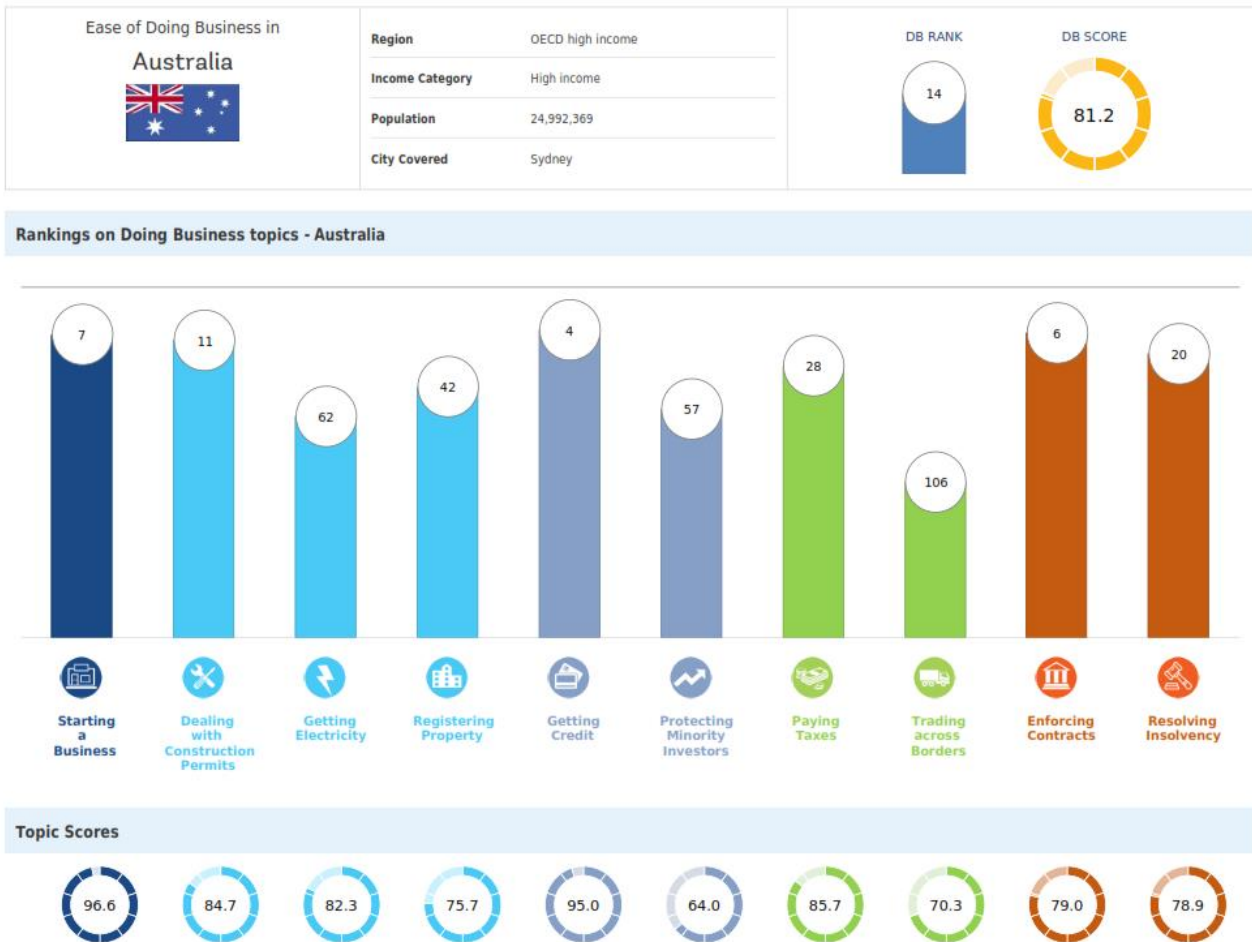 Ease of Doing Business in
Australia
Region OECD high income
Income Category High income
Population 24,992,369
City Covered Sydney
DB RANK DB SCORE
14 81.2
Rankings on Doing Business topics - Australia
7 11 62 42 4 57 28 106 6 20
Starting
a
Business
Dealing
with
Construction
Permits
Getting
Electricity
Registering
Property
Getting
Credit
Protecting
Minority
Investors
Paying
Taxes
Trading
across
Borders
Enforcing
Contracts
Resolving
Insolvency
Topic Scores
96.6 84.7 82.3 75.7 95.0 64.0 85.7 70.3 79.0 78.9